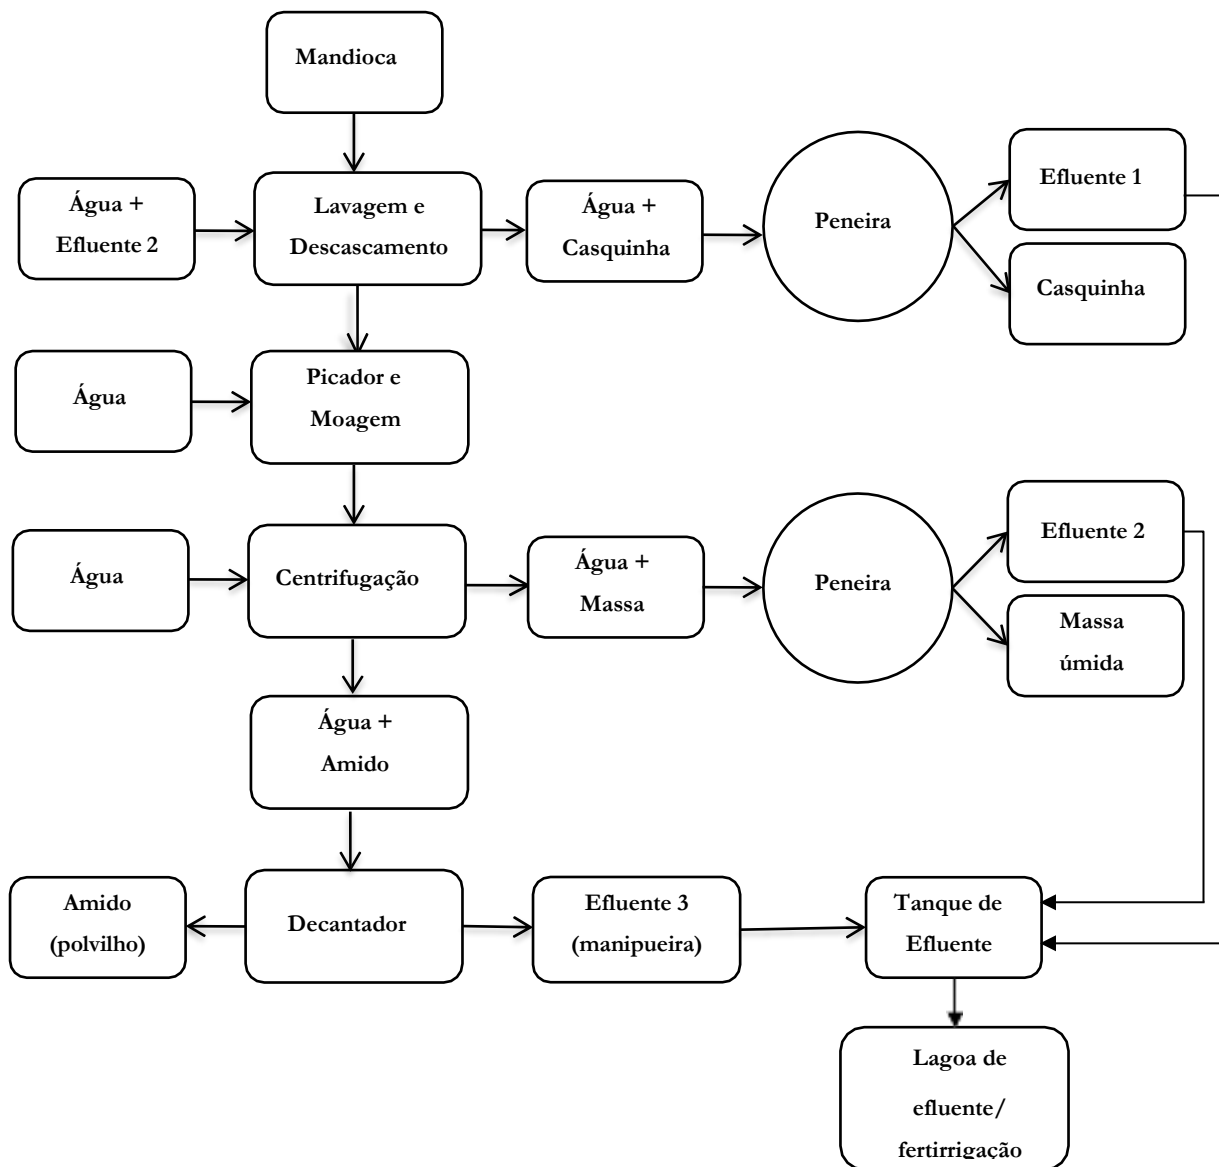 Mandioca
Água +
Efluente 2
Lavagem e
Descascamento
Água +
Casquinha
Peneira
Efluente 1
Casquinha
Água
Picador e
Moagem
Água
Centrifugação
Água +
Massa
Peneira
Efluente 2
Massa
úmida
Água +
Amido
Amido
(polvilho)
Decantador
Efluente 3
(manipueira)
Tanque de
Efluente
Lagoa de
efluente/
fertirrigação